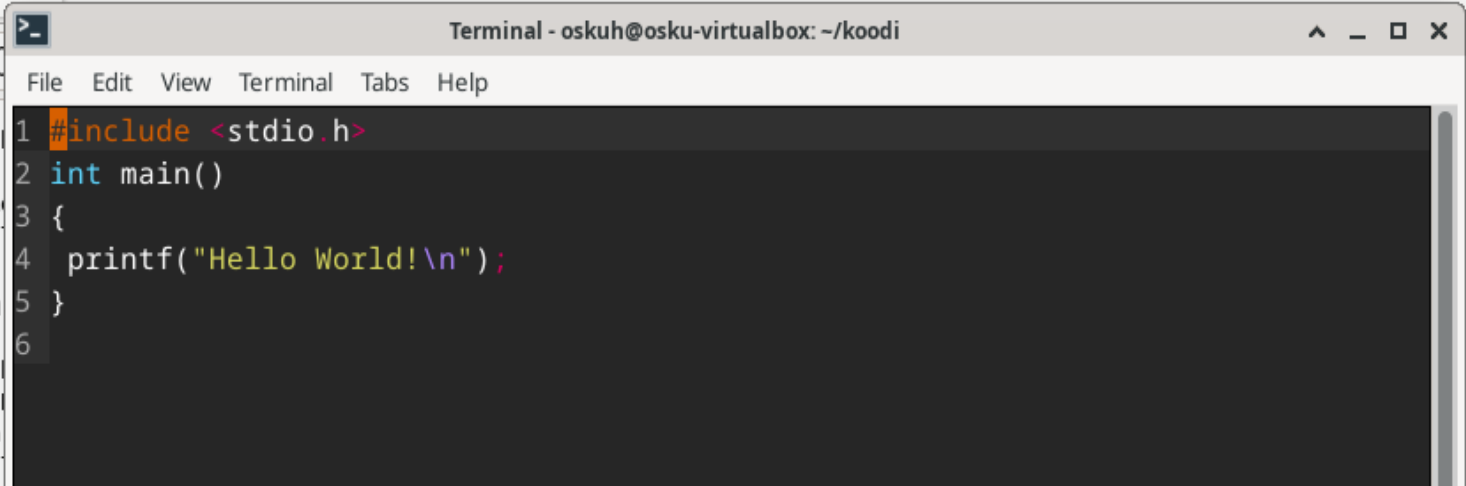 Terminal - oskuh@osku-virtualbox: ~/koodi
File Edit View Terminal Tabs Help
1 #include <stdio.h>
2 int main()
3 {
4  printf("Hello World!\n");
5 }
6